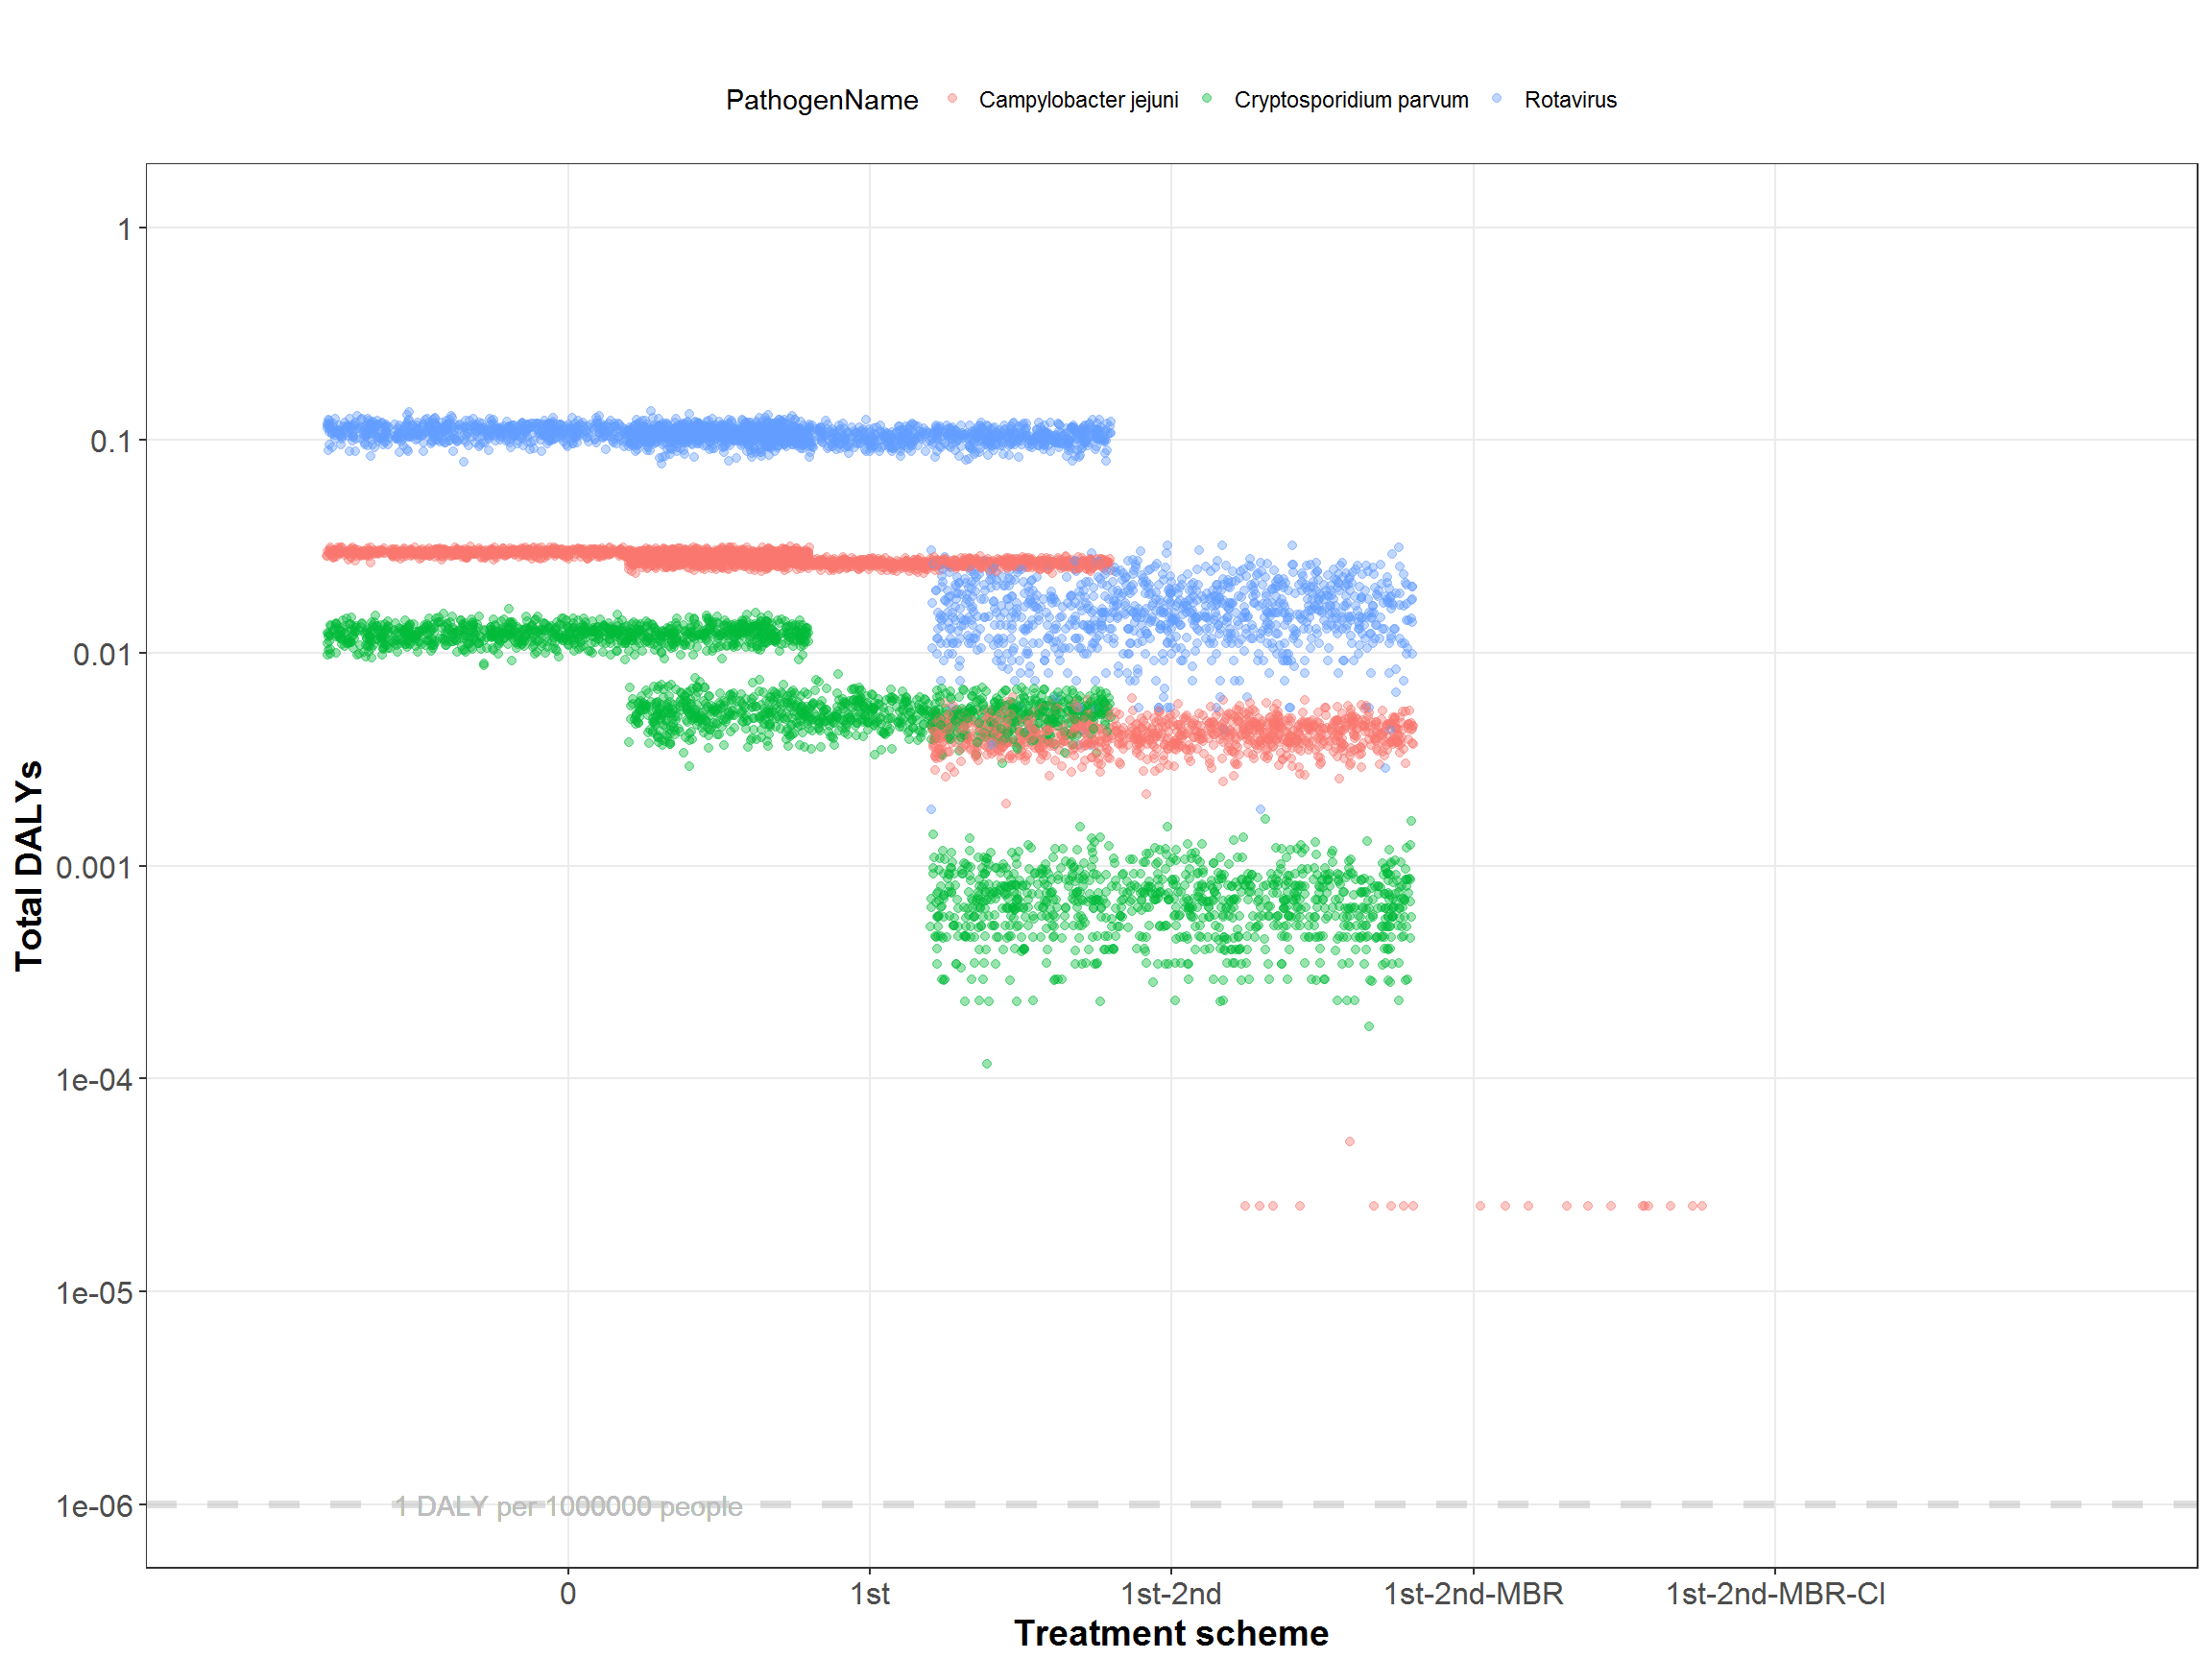 PathogenName Campylobacter jejuni Cryptosporidium parvum Rotavirus
1
0.1
0.01
0.001
1e-04
1e-05
1e-06
Total DALYs
1 DALY per 1000000 people
0 1st 1st-2nd 1st-2nd-MBR 1st-2nd-MBR-Cl
Treatment scheme